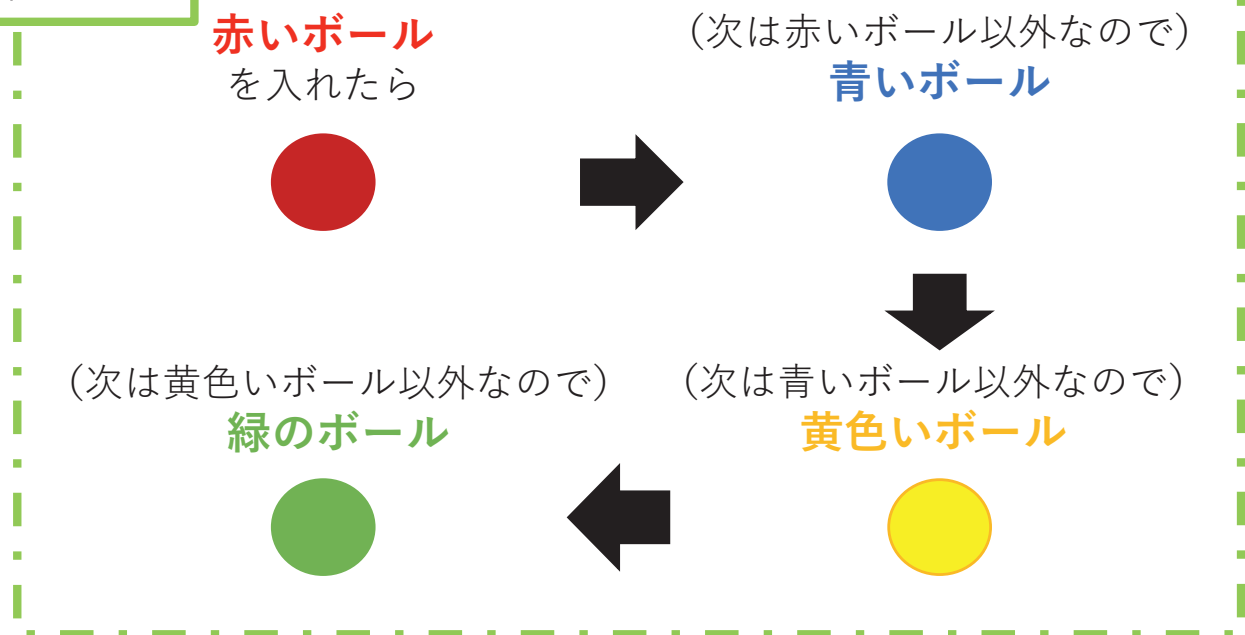 赤いボール
を入れたら
（次は赤いボール以外なので）
青いボール
（次は青いボール以外なので）
黄色いボール
（次は黄色いボール以外なので）
緑のボール